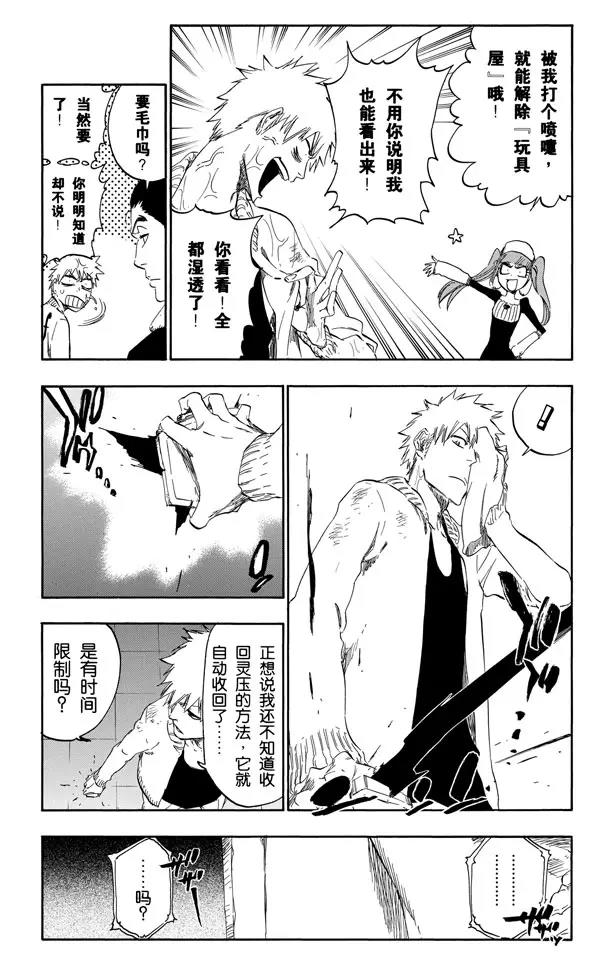 被我打个喷嚏，
就能解除『玩具
屋』哦！
不用你说明我
也能看出来！
你看看！全
都湿透了！
要毛巾吗？
当然要
了！
你明明知道
却不说！
！
正想说我还不知道收
回灵压的方法，它就
自动收回了……
是有时间
限制吗？
……
……吗？